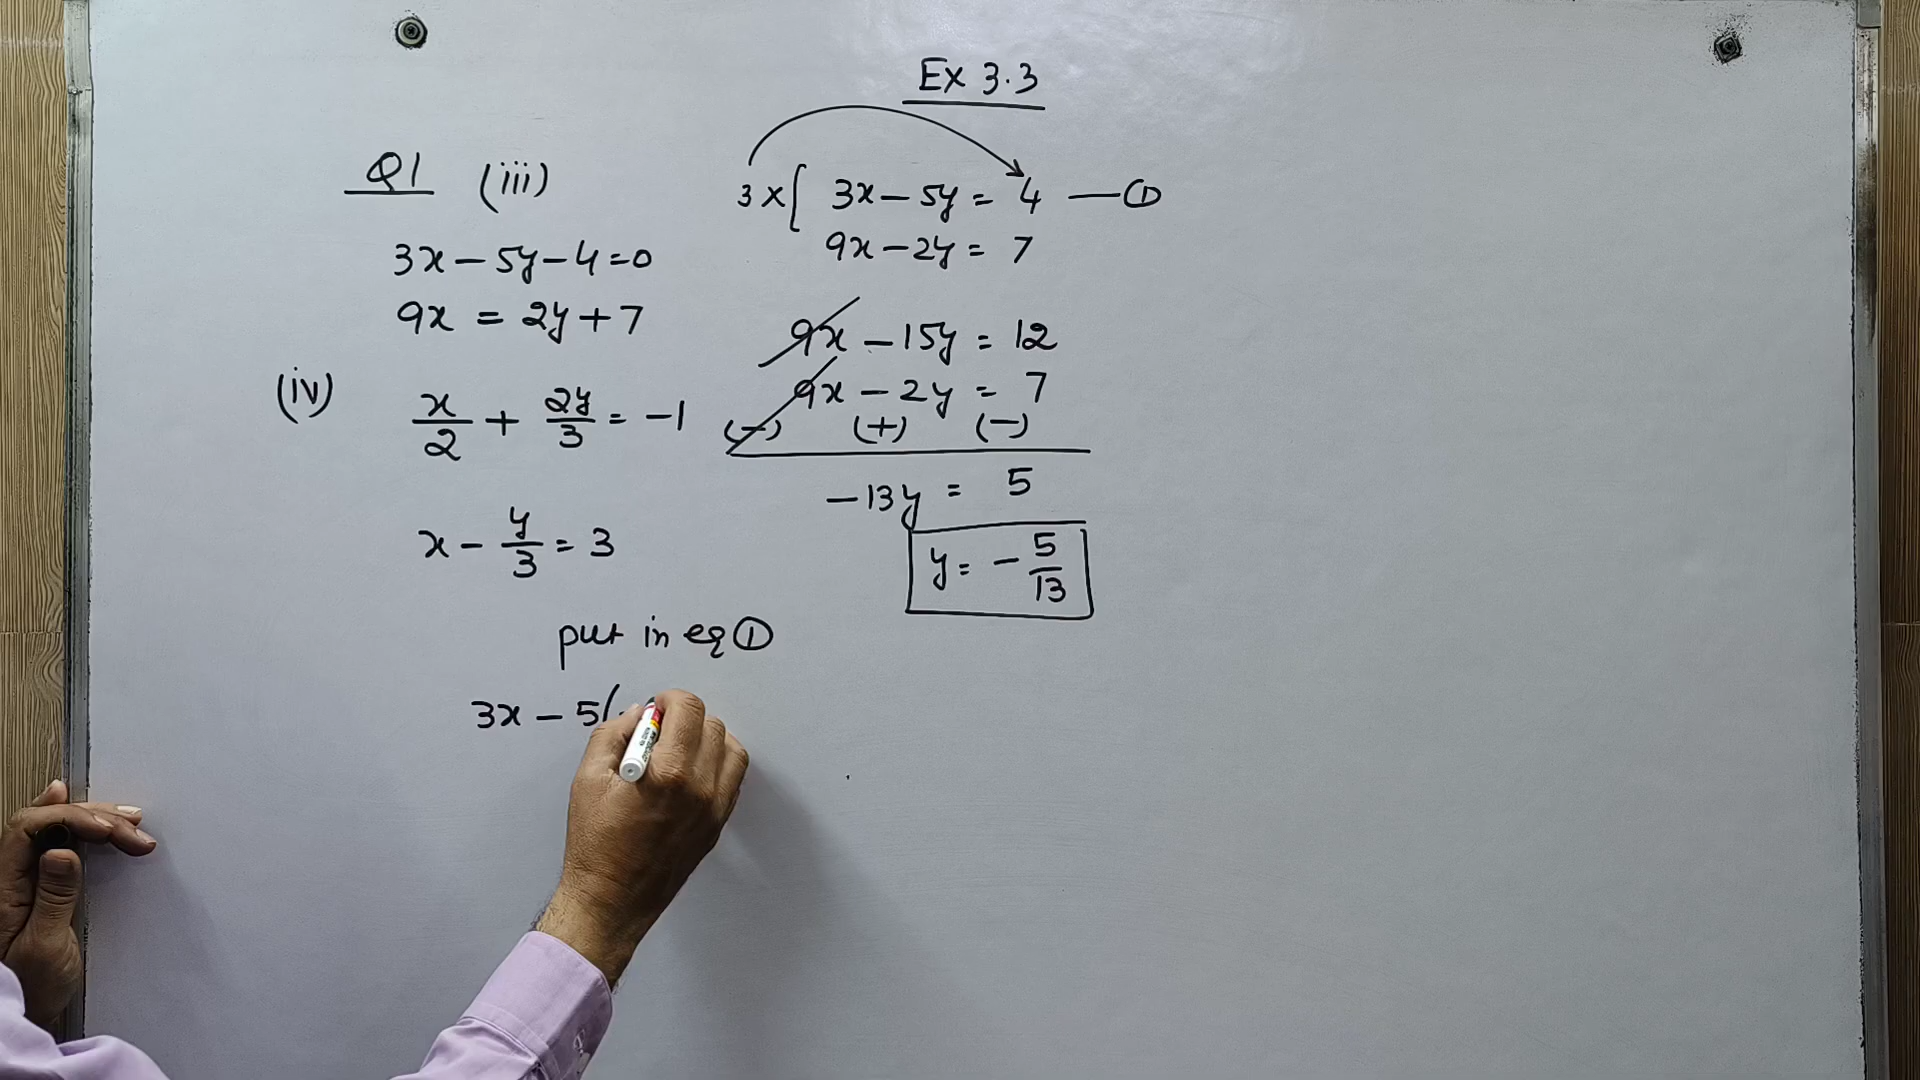 Ex 3.3
Q1 (iii)
3x - 5y - 4 = 0
9x = 2y + 7
(iv)
x/2 + 2y/3 = -1
x - y/3 = 3
3 x [ 3x - 5y = 4 — ①
9x - 2y = 7
9x - 15y = 12
9x - 2y = 7
(-) (+) (-)
-13y = 5
y = - 5/13
put in eq ①
3x - 5(-